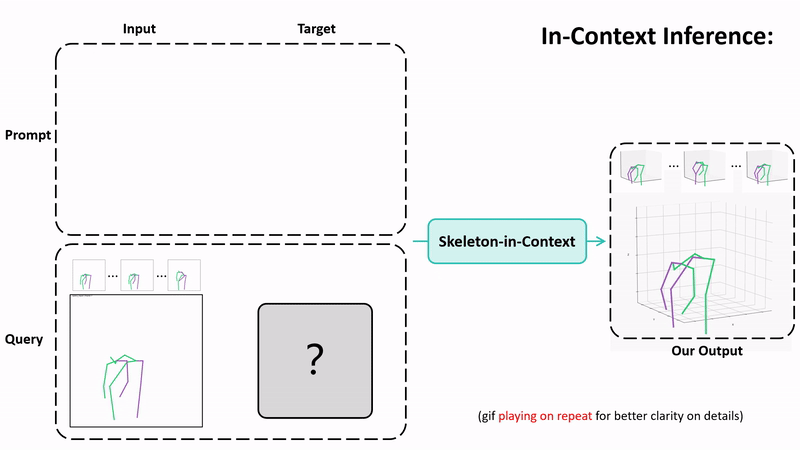 Input
Target
In-Context Inference:
Prompt
...
...
Skeleton-in-Context
...
...
Query
?
Our Output
(gif playing on repeat for better clarity on details)